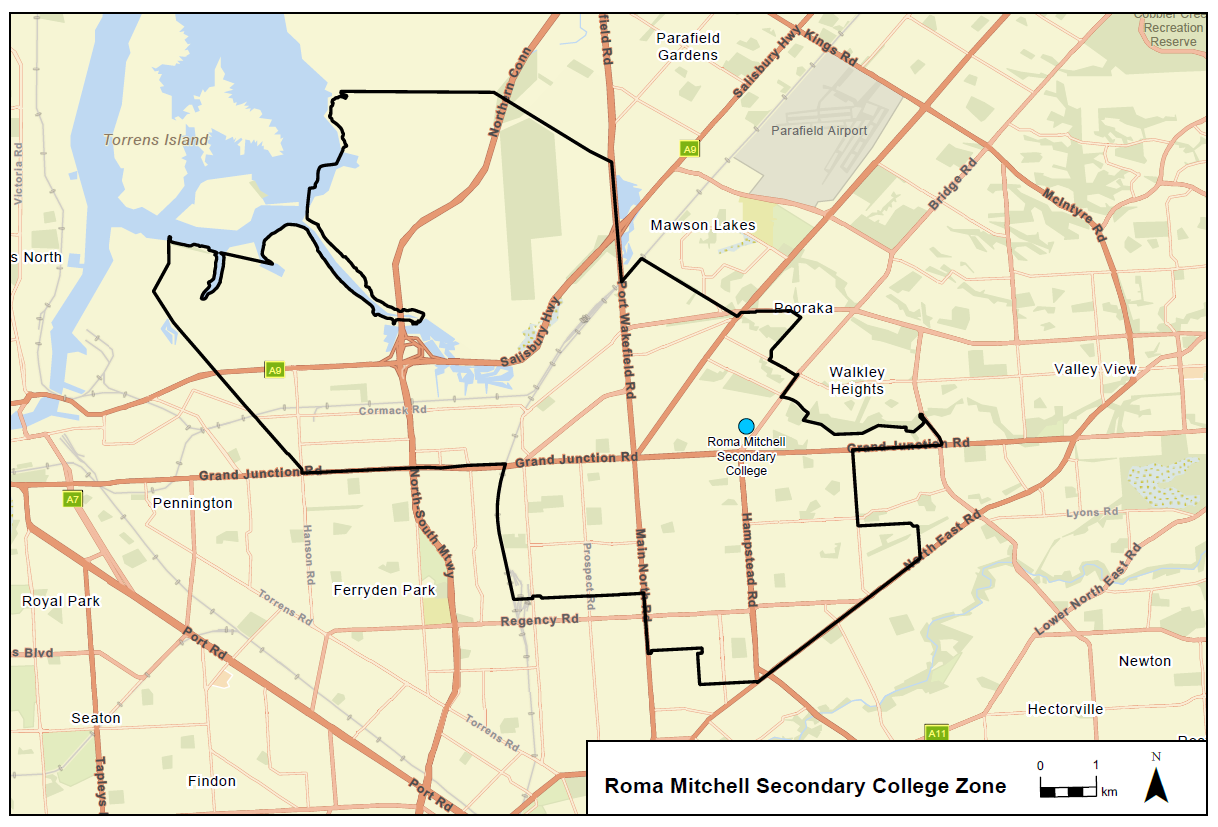 Cobbler Cree
Recreation
Reserve
Parafield
Gardens
field Rd
Salisbury Hwy
Kings Rd
Northern Conn
Torrens Island
Parafield Airport
A9
Victoria Rd
Bridge Rd
McIntyre Rd
Mawson Lakes
s North
Pooraka
Port Wakefield Rd
Salisbury Hwy
A9
Walkley
Heights
Valley View
Cormack Rd
Roma Mitchell
Secondary
College
Grand Junction Rd
Grand Junction Rd
Grand Junction Rd
A7
Pennington
North-South Mtwy
Hanson Rd
Main North Rd
Hampstead Rd
North East Rd
Lyons Rd
Prospect Rd
Ferryden Park
Royal Park
Torrens Rd
Regency Rd
Lower North East Rd
Port Rd
s Blvd
Newton
Seaton
Hectorville
Torrens Rd
A11
Findon
Tapleys
Port Rd
Roma Mitchell Secondary College Zone
0 1
km
N